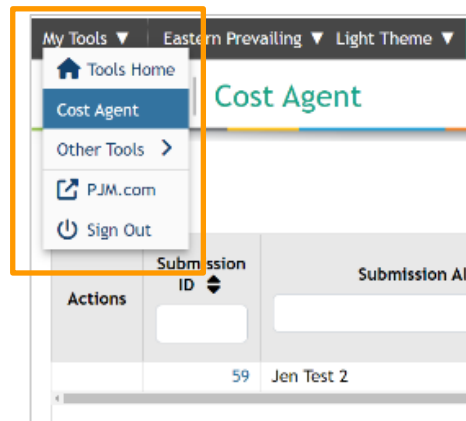 My Tools ▼ Eastern Prevailing ▼ Light Theme ▼
Tools Home
Cost Agent
Cost Agent
Other Tools
PJM.com
Sign Out
Actions
Submission ID
Submission Al
59 Jen Test 2